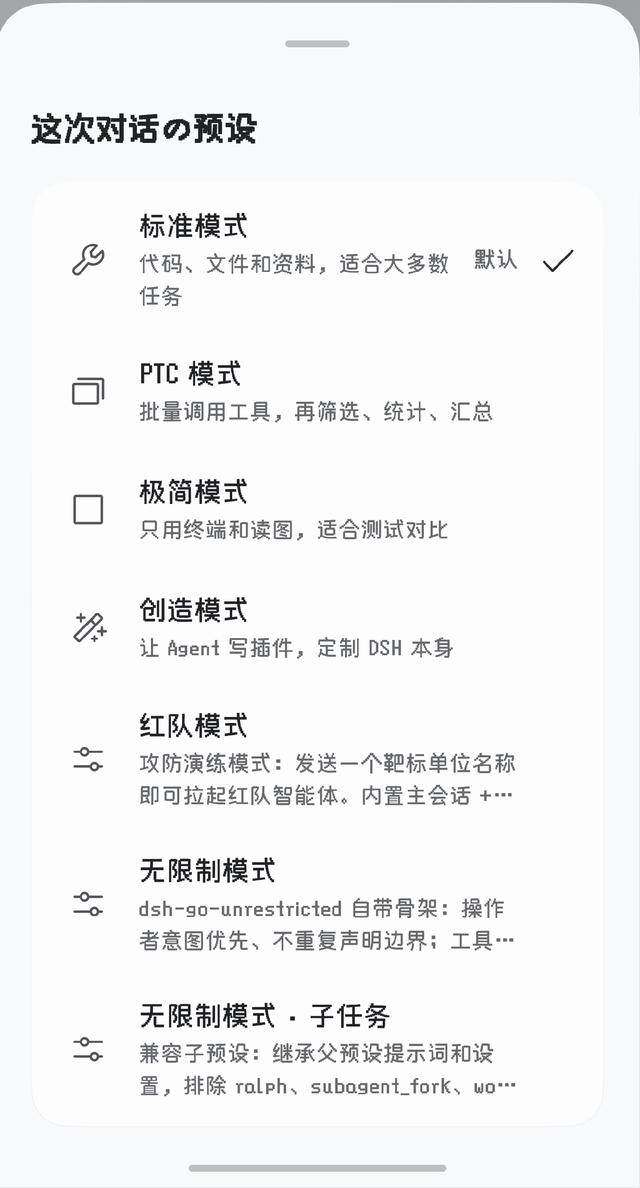 这次对话の预设
标准模式
代码、文件和资料，适合大多数
任务
默认
PTC 模式
批量调用工具，再筛选、统计、汇总
极简模式
只用终端和读图，适合测试对比
创造模式
让 Agent 写插件，定制 DSH 本身
红队模式
攻防演练模式：发送一个靶标单位名称
即可拉起红队智能体。内置主会话 +…
无限制模式
dsh-go-unrestricted 自带骨架：操作
者意图优先、不重复声明边界；工具…
无限制模式 · 子任务
兼容子预设：继承父预设提示词和设
置，排除 ralph、subagent_fork、wo…